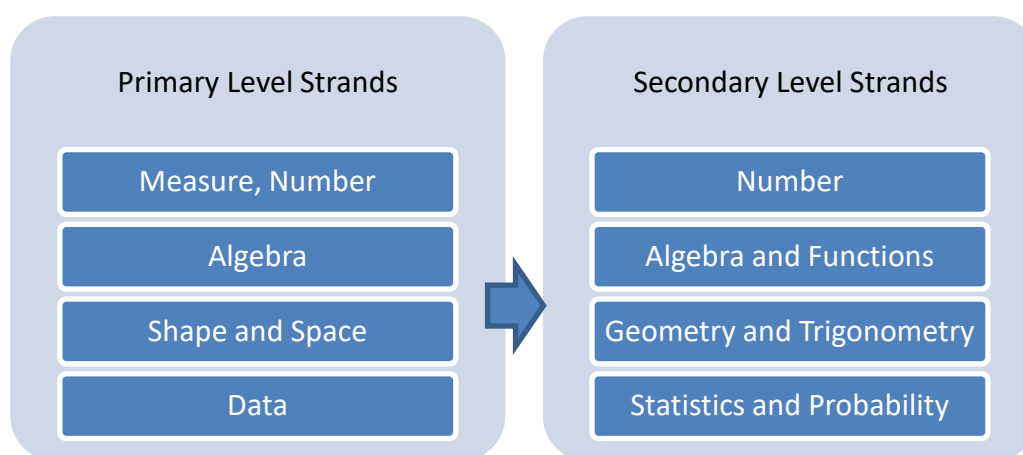 Primary Level Strands
Measure, Number
Algebra
Shape and Space
Data
Secondary Level Strands
Number
Algebra and Functions
Geometry and Trigonometry
Statistics and Probability